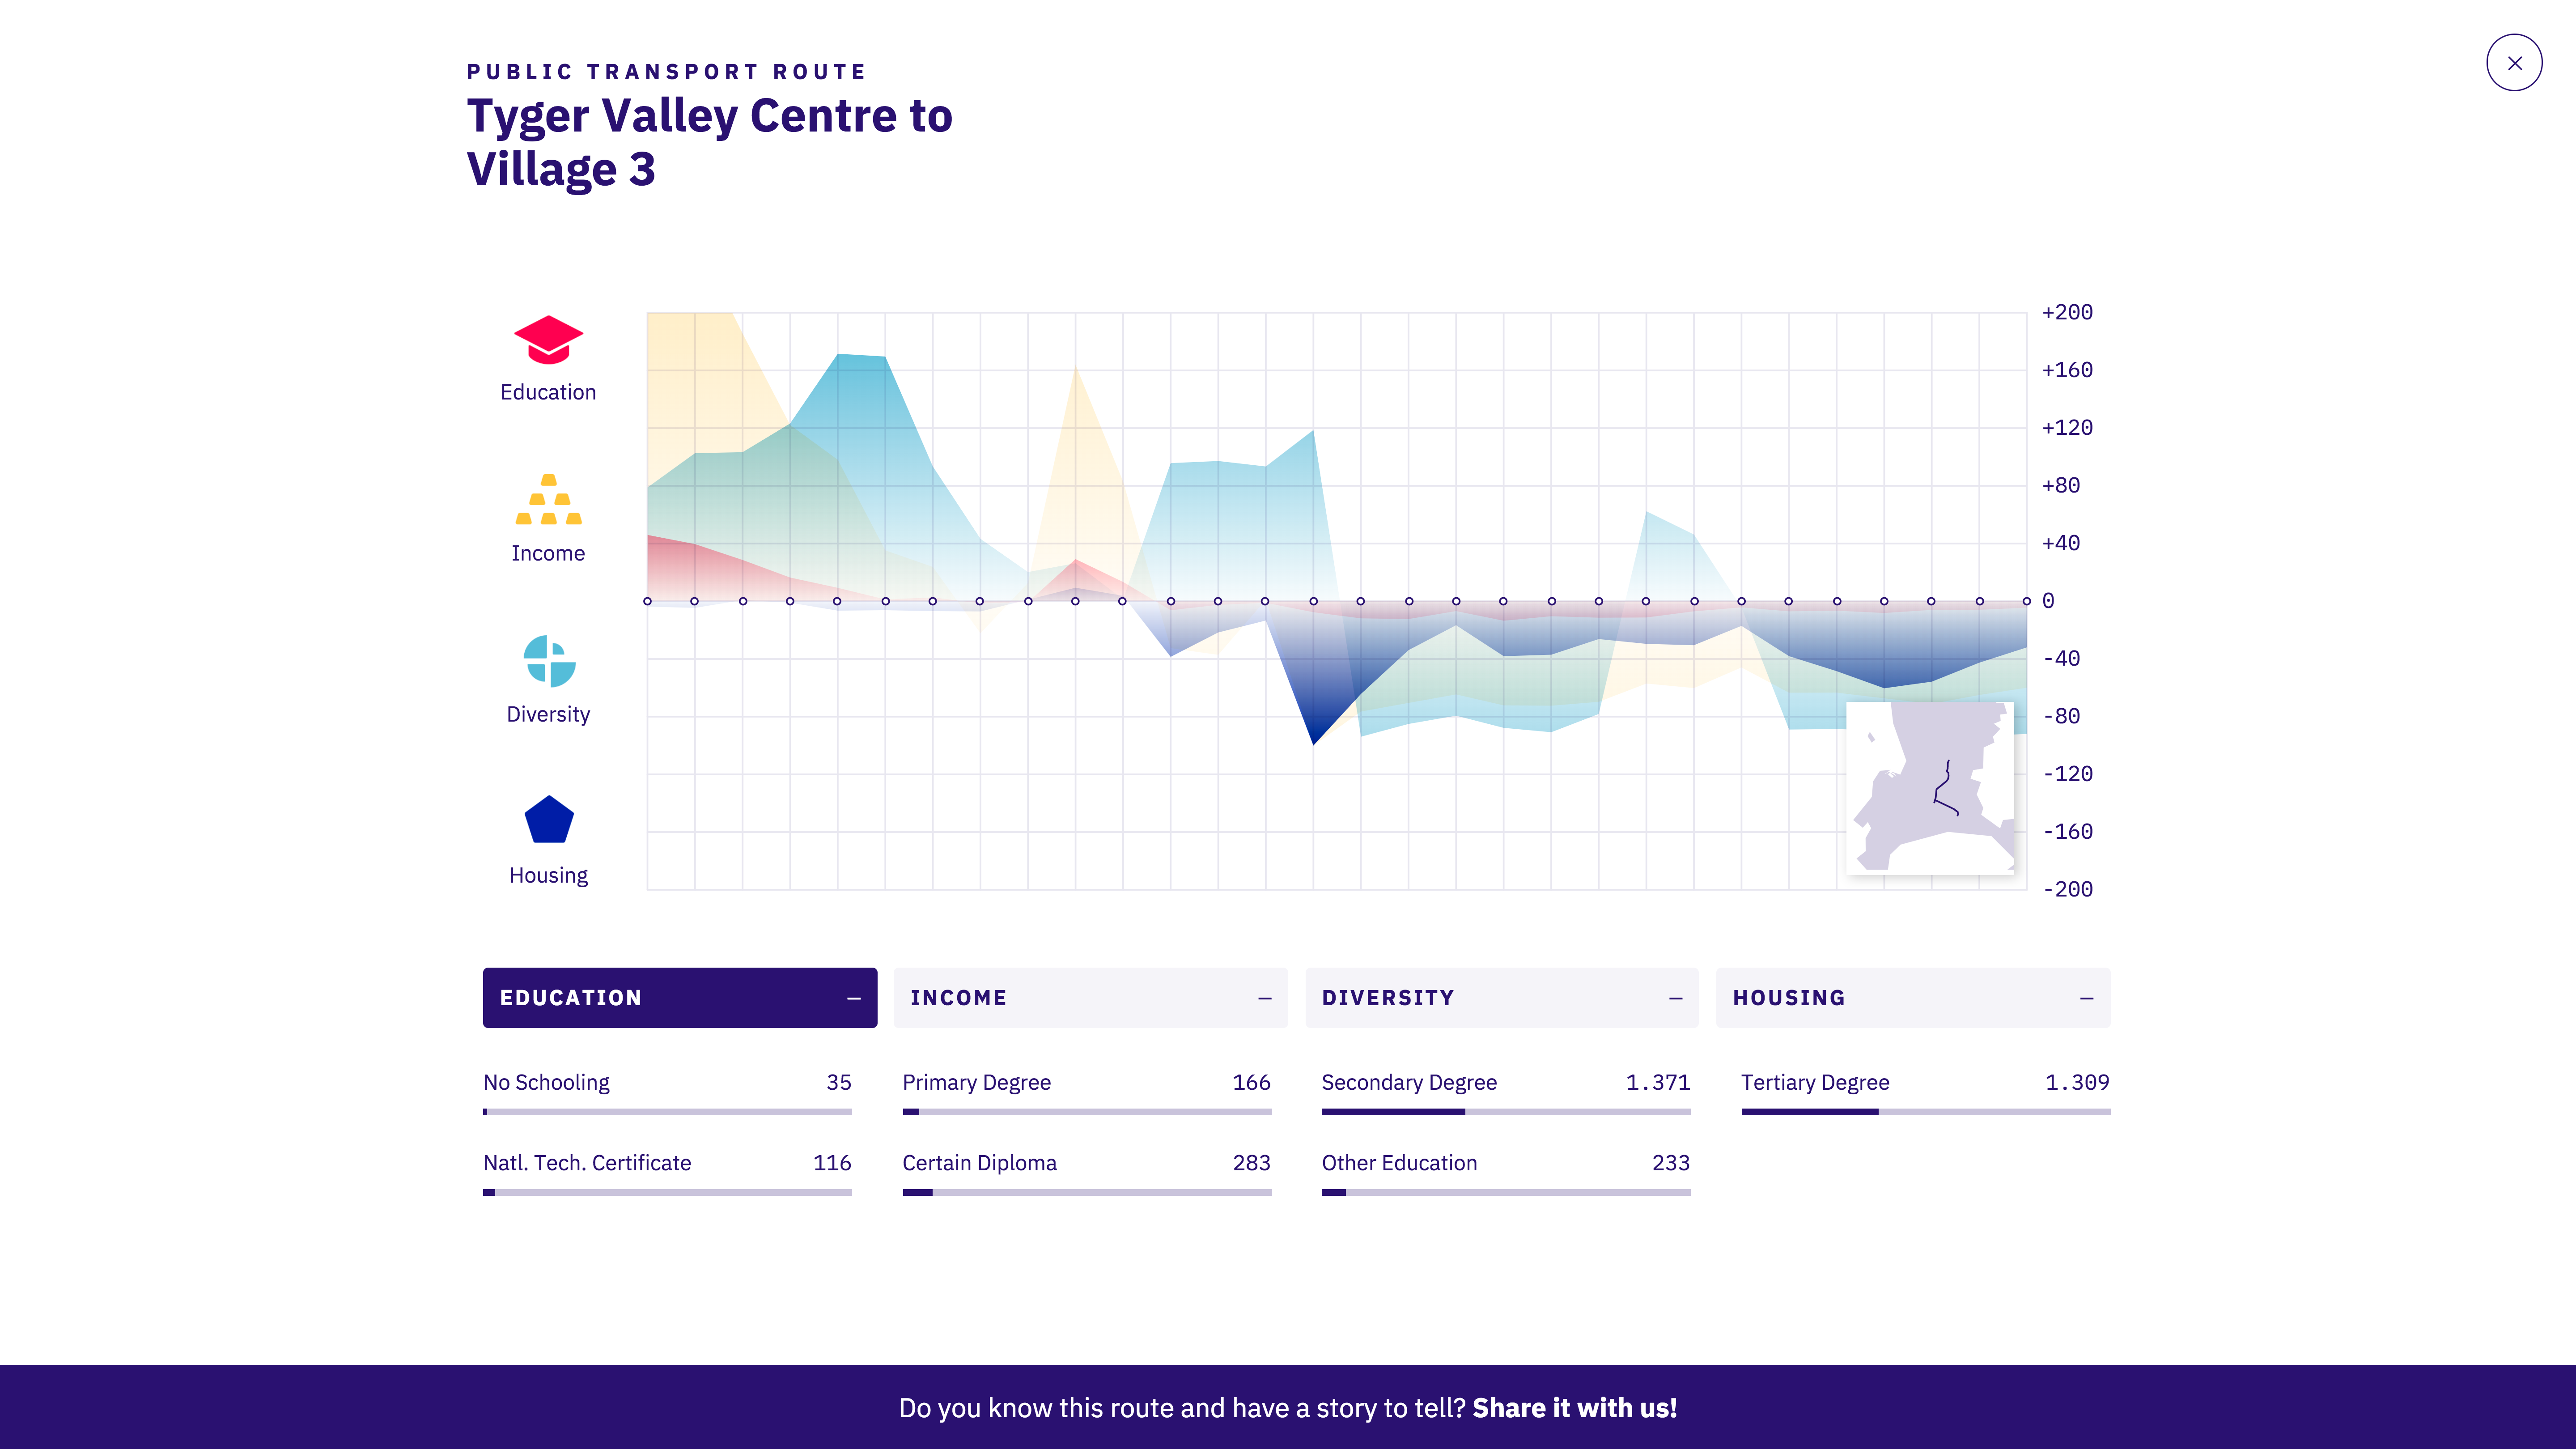 PUBLIC TRANSPORT ROUTE
Tyger Valley Centre to
Village 3
Education
Income
Diversity
Housing
+200
+160
+120
+80
+40
0
-40
-80
-120
-160
-200
EDUCATION –
INCOME –
DIVERSITY –
HOUSING –
No Schooling 35
Primary Degree 166
Secondary Degree 1.371
Tertiary Degree 1.309
Natl. Tech. Certificate 116
Certain Diploma 283
Other Education 233
Do you know this route and have a story to tell? Share it with us!